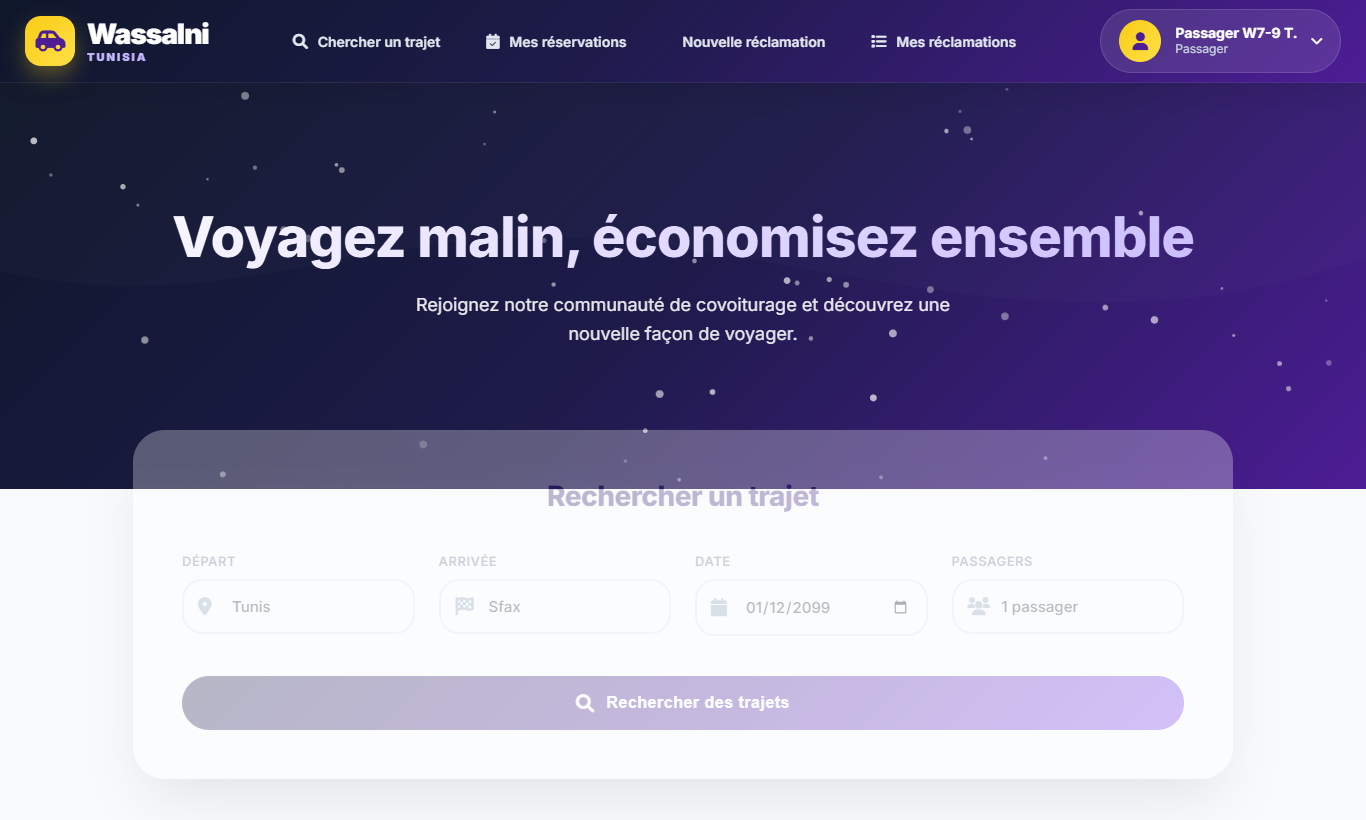 Wassalni
TUNISIA
Chercher un trajet
Mes réservations
Nouvelle réclamation
Mes réclamations
Passager W7-9 T.
Passager
Voyagez malin, économisez ensemble
Rejoignez notre communauté de covoiturage et découvrez une
nouvelle façon de voyager.
Rechercher un trajet
DÉPART
ARRIVÉE
DATE
PASSAGERS
Tunis
Sfax
01/12/2099
1 passager
Rechercher des trajets